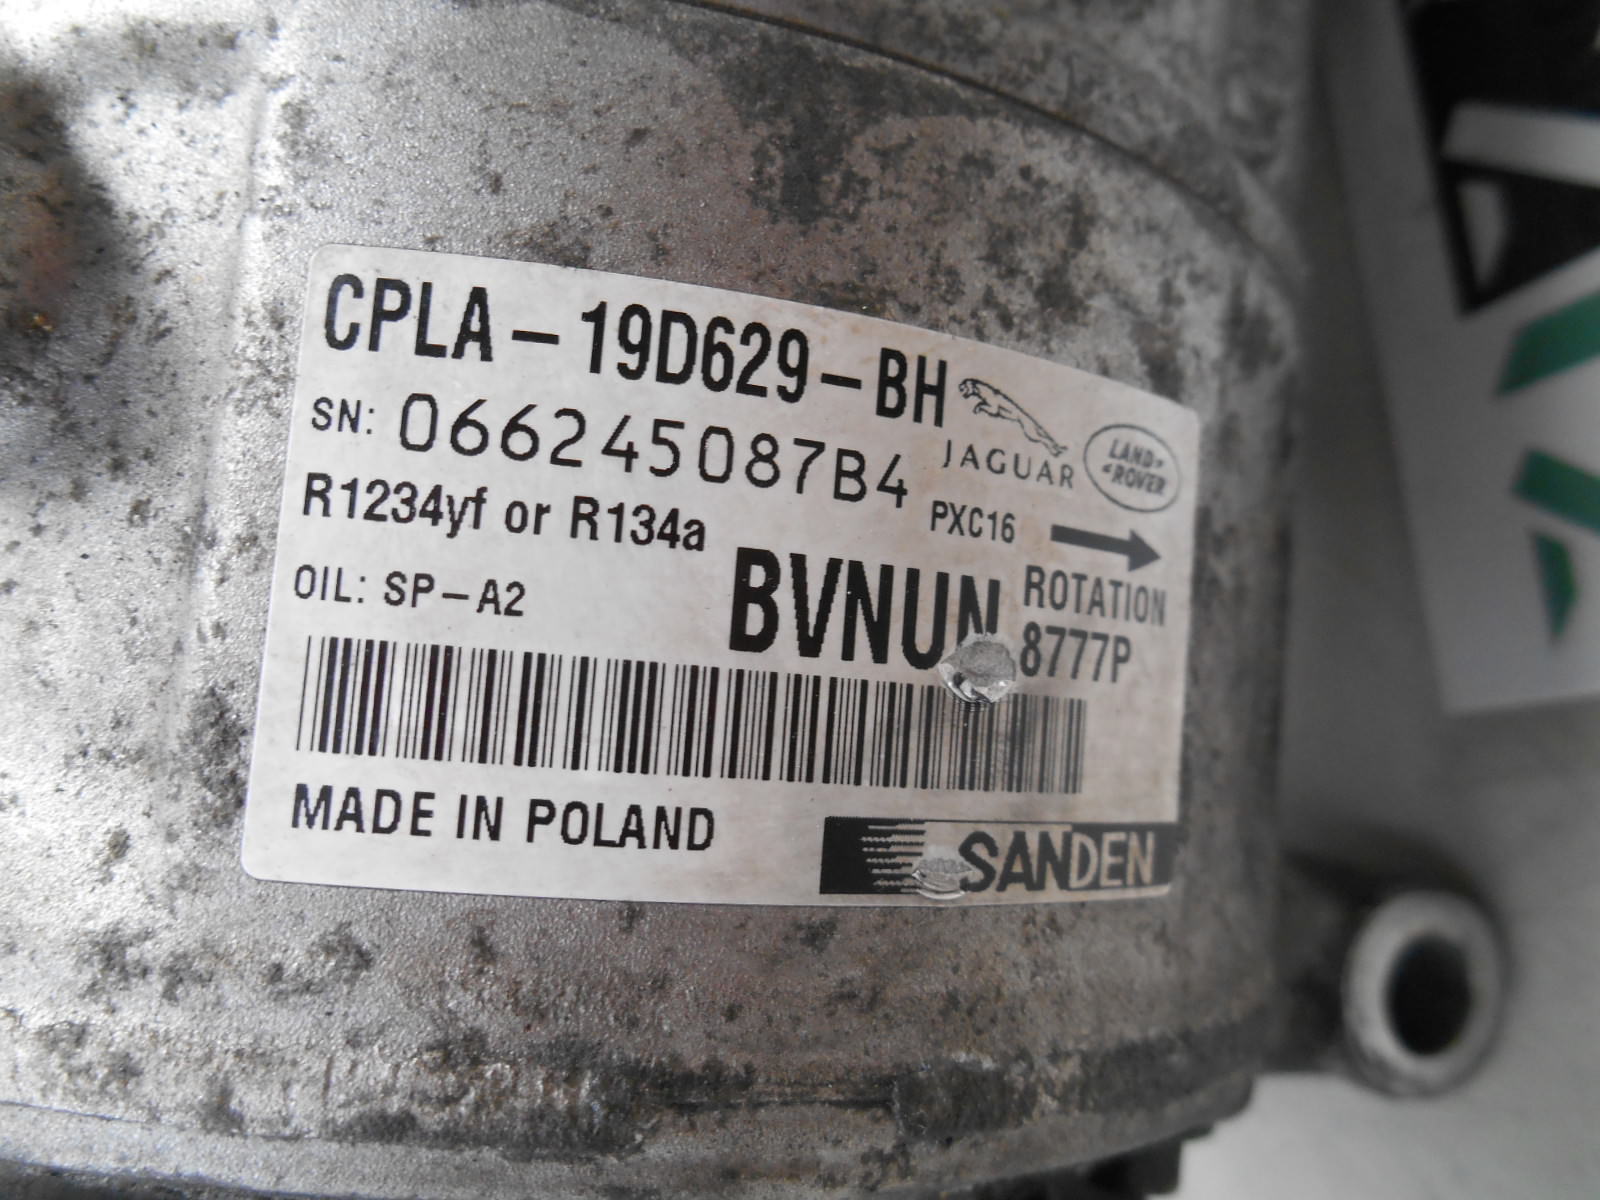 CPLA-19D629-BH
SN: 066245087B4
JAGUAR
LAND-
ROVER
R1234yf or R134a
PXC16
OIL: SP-A2
BVNUN
ROTATION
8777P
MADE IN POLAND
SANDEN